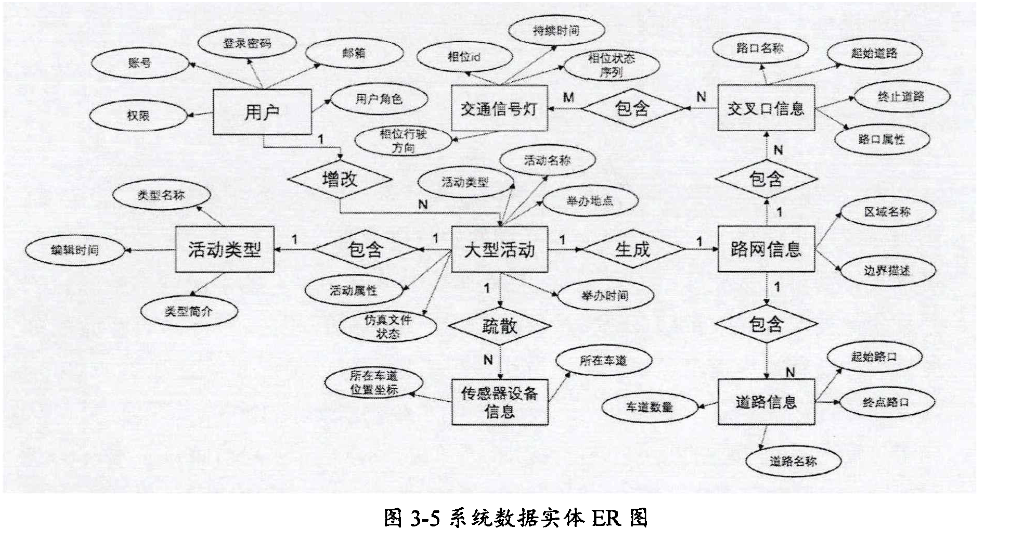 登录密码
账号
邮箱
权限
用户
用户角色
1
增改
N
持续时间
相位id
相位状态
序列
交通信号灯
M
包含
N
相位行驶
方向
路口名称
起始道路
交叉口信息
终止道路
路口属性
N
包含
1
活动名称
活动类型
举办地点
类型名称
编辑时间
活动类型
1
包含
1
大型活动
1
生成
1
路网信息
区域名称
边界描述
类型简介
活动属性
仿真文件
状态
1
举办时间
疏散
N
1
包含
N
所在车道
位置坐标
所在车道
传感器设备
信息
起始路口
车道数量
道路信息
终点路口
道路名称
图 3-5 系统数据实体 ER 图